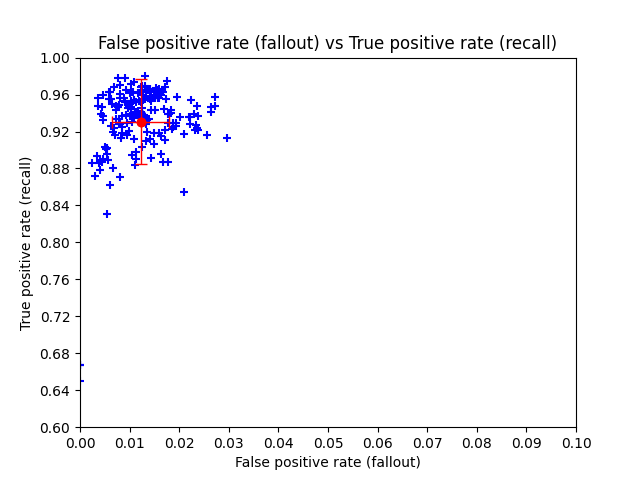 False positive rate (fallout) vs True positive rate (recall)
1.00
0.96
0.92
0.88
0.84
0.80
0.76
0.72
0.68
0.64
0.60
True positive rate (recall)
0.00 0.01 0.02 0.03 0.04 0.05 0.06 0.07 0.08 0.09 0.10
False positive rate (fallout)